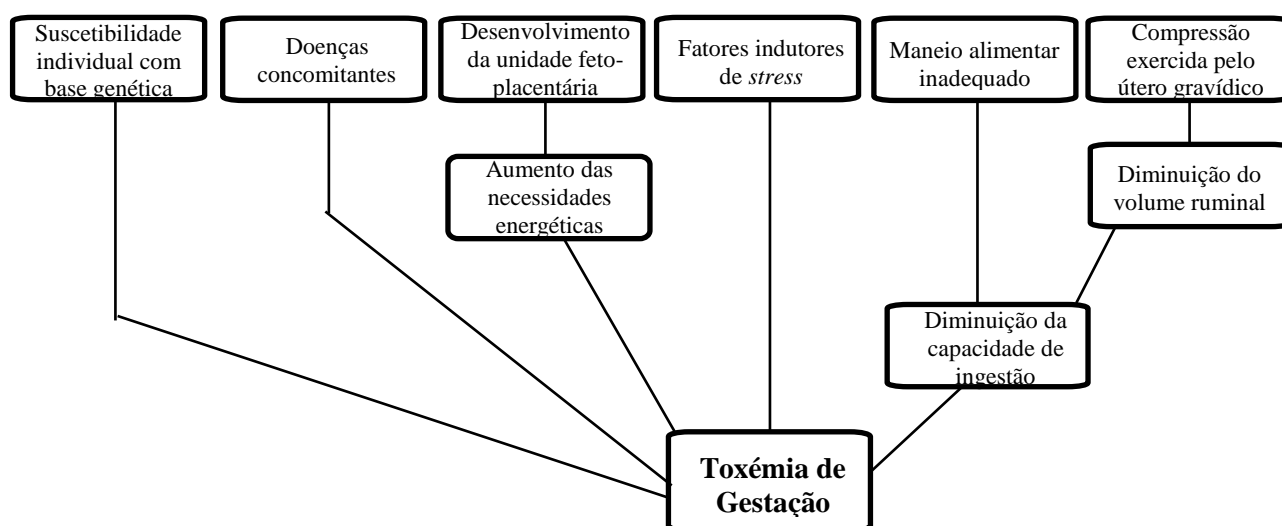 Suscetibilidade
individual com
base genética
Doenças
concomitantes
Desenvolvimento
da unidade feto-
placentária
Fatores indutores
de stress
Maneio alimentar
inadequado
Compressão
exercida pelo
útero gravídico
Aumento das
necessidades
energéticas
Diminuição do
volume ruminal
Diminuição da
capacidade de
ingestão
Toxémia de
Gestação